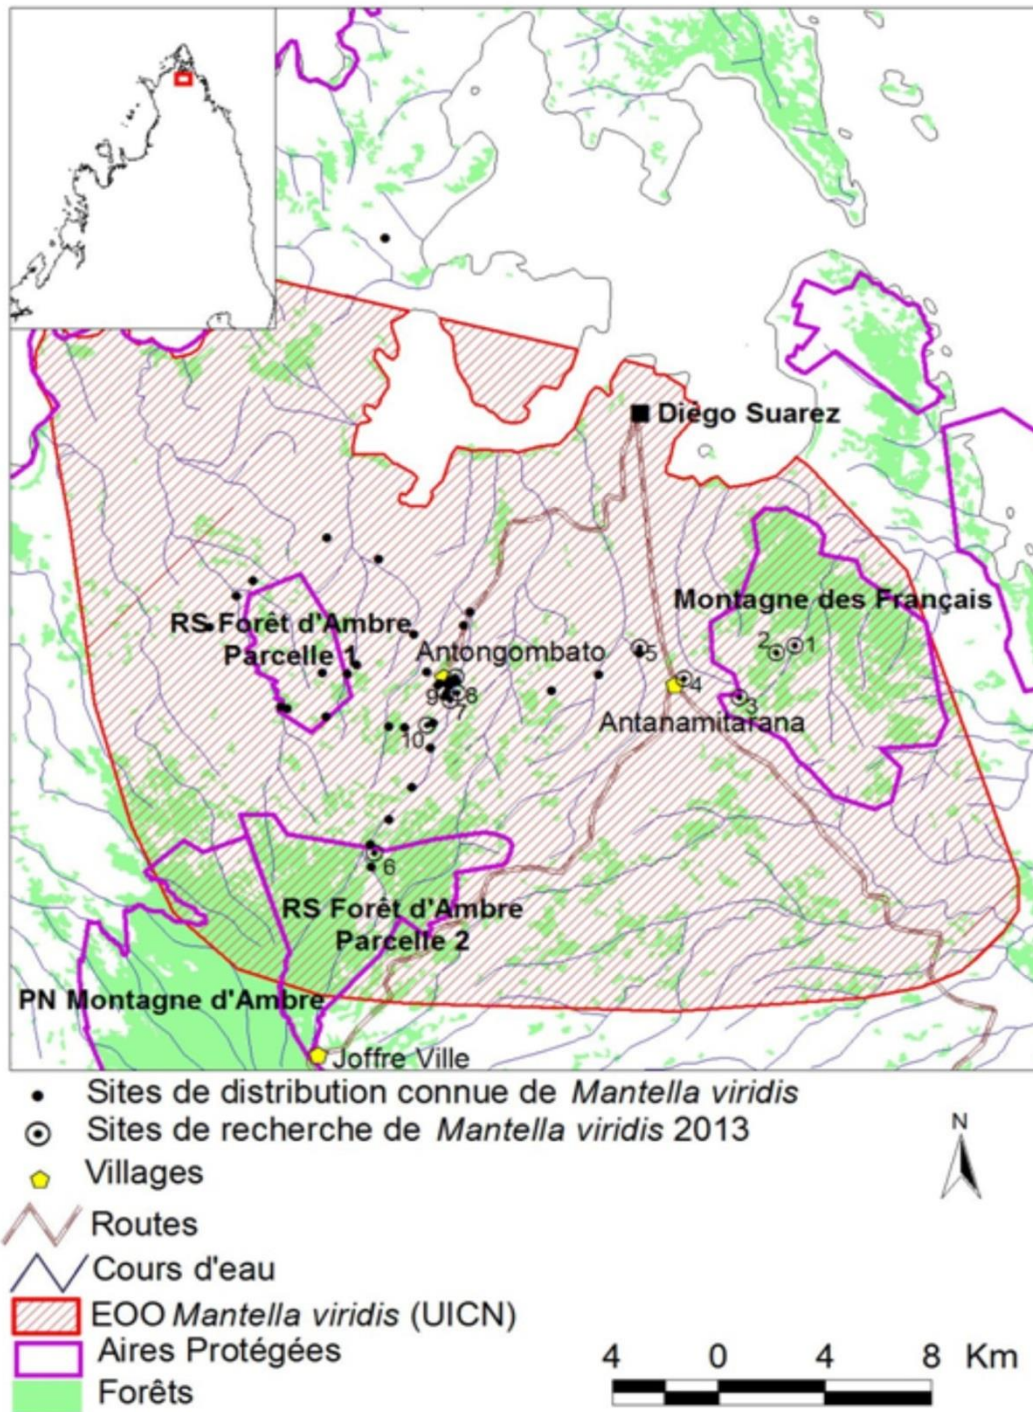 Diégo Suarez
Montagne des Français
RS Forêt d'Ambre
Parcelle 1
Antongombato
2
1
5
4
3
9
8
7
10
Antanamitarana
6
RS Forêt d'Ambre
Parcelle 2
PN Montagne d'Ambre
Joffre Ville
Sites de distribution connue de Mantella viridis
Sites de recherche de Mantella viridis 2013
N
Villages
Routes
Cours d'eau
EOO Mantella viridis (UICN)
Aires Protégées
4 0 4 8 Km
Forêts